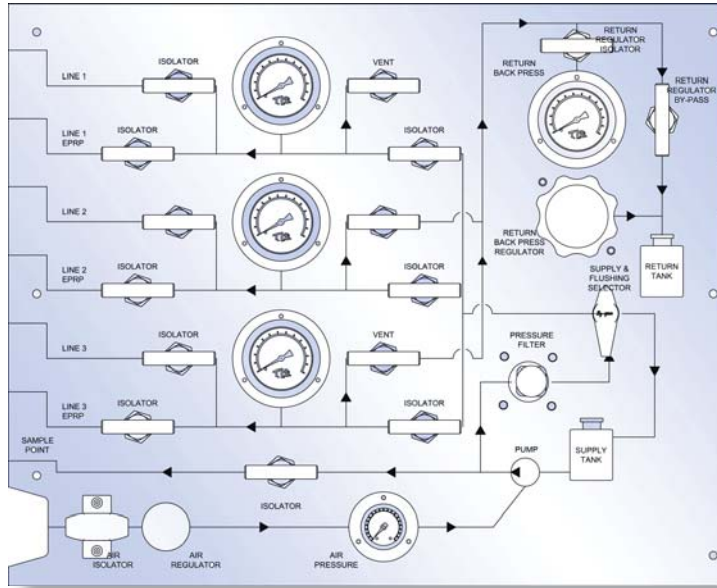 RETURN
REGULATOR
ISOLATOR
RETURN
BACK PRESS
RETURN
REGULATOR
BY-PASS
ISOLATOR
VENT
LINE 1
LINE 1
EPRP
ISOLATOR
ISOLATOR
LINE 2
LINE 2
EPRP
ISOLATOR
ISOLATOR
RETURN
BACK PRESS
REGULATOR
RETURN
TANK
SUPPLY &
FLUSHING
SELECTOR
ISOLATOR
VENT
LINE 3
LINE 3
EPRP
ISOLATOR
ISOLATOR
PRESSURE
FILTER
SAMPLE
POINT
ISOLATOR
PUMP
SUPPLY
TANK
AIR
ISOLATOR
AIR
REGULATOR
AIR
PRESSURE